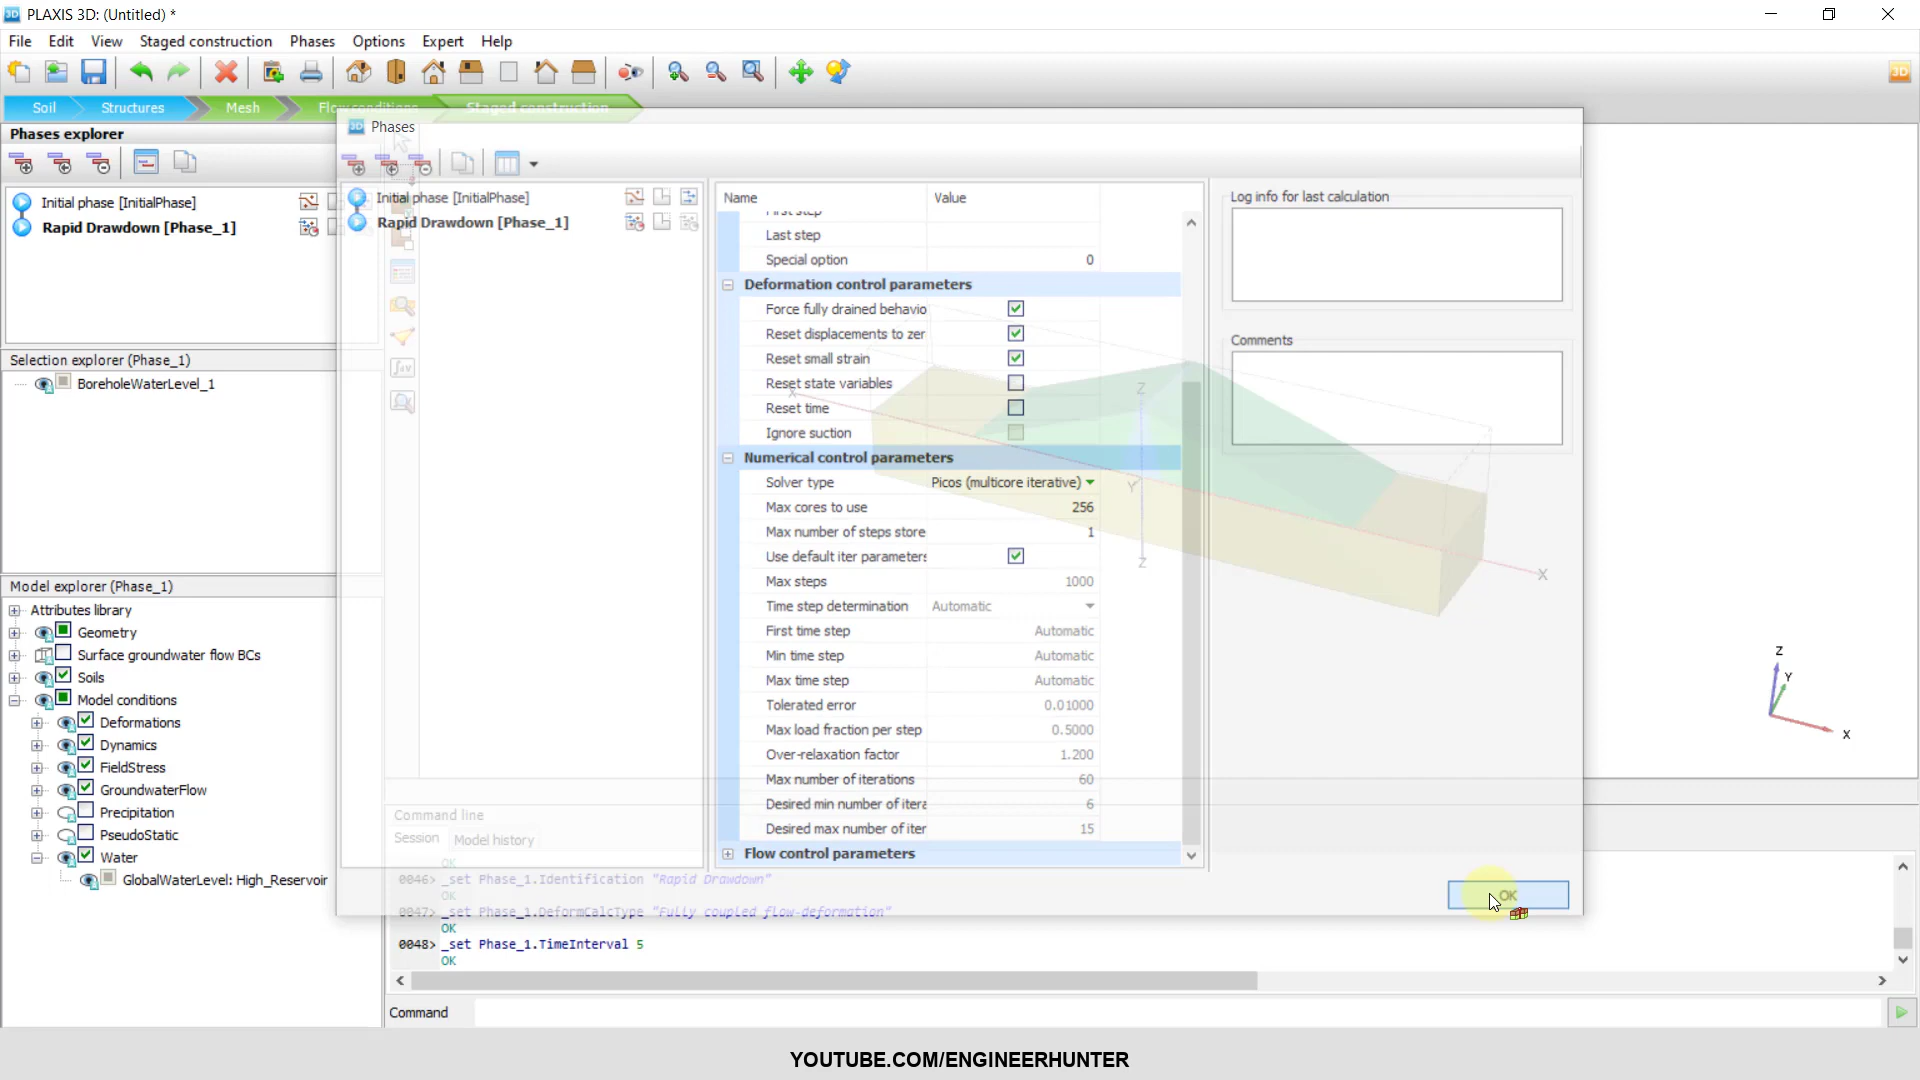 PLAXIS 3D: (Untitled) *
File Edit View Staged construction Phases Options Expert Help
Soil Structures Mesh Flow conditions Staged construction
Phases explorer
Initial phase [InitialPhase]
Rapid Drawdown [Phase_1]
Selection explorer (Phase_1)
BoreholeWaterLevel_1
Model explorer (Phase_1)
Attributes library
Geometry
Surface groundwater flow BCs
Soils
Model conditions
Deformations
Dynamics
FieldStress
GroundwaterFlow
Precipitation
PseudoStatic
Water
GlobalWaterLevel: High_Reservoir
Phases
Initial phase [InitialPhase]
Rapid Drawdown [Phase_1]
Name Value
First step
Last step
Special option 0
Deformation control parameters
Force fully drained behavio
Reset displacements to zer
Reset small strain
Reset state variables
Reset time
Ignore suction
Numerical control parameters
Solver type Picos (multicore iterative)
Max cores to use 256
Max number of steps store 1
Use default iter parameters
Max steps 1000
Time step determination Automatic
First time step Automatic
Min time step Automatic
Max time step Automatic
Tolerated error 0.01000
Max load fraction per step 0.5000
Over-relaxation factor 1.200
Max number of iterations 60
Desired min number of itera 6
Desired max number of iter 15
Flow control parameters
Log info for last calculation
Comments
OK
Z
X
Y
Z
X
Z
Y
X
Command line
Session Model history
OK
0046> _set Phase_1.Identification "Rapid Drawdown"
OK
0047> _set Phase_1.DeformCalcType "Fully coupled flow-deformation"
OK
0048> _set Phase_1.TimeInterval 5
OK
Command
YOUTUBE.COM/ENGINEERHUNTER